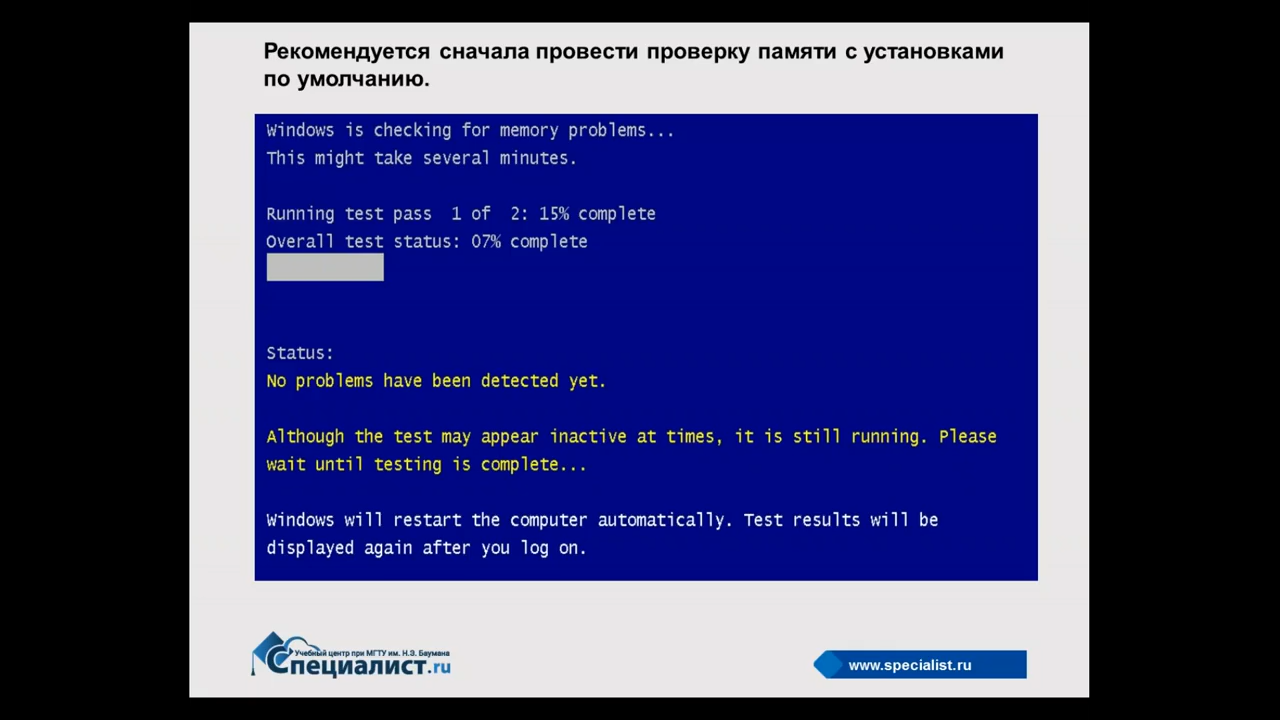 Рекомендуется сначала провести проверку памяти с установками
по умолчанию.
Windows is checking for memory problems...
This might take several minutes.
Running test pass  1 of  2: 15% complete
Overall test status: 07% complete
Status:
No problems have been detected yet.
Although the test may appear inactive at times, it is still running. Please
wait until testing is complete...
Windows will restart the computer automatically. Test results will be
displayed again after you log on.
Учебный центр при МГТУ им. Н.Э. Баумана
Специалист.ru
www.specialist.ru